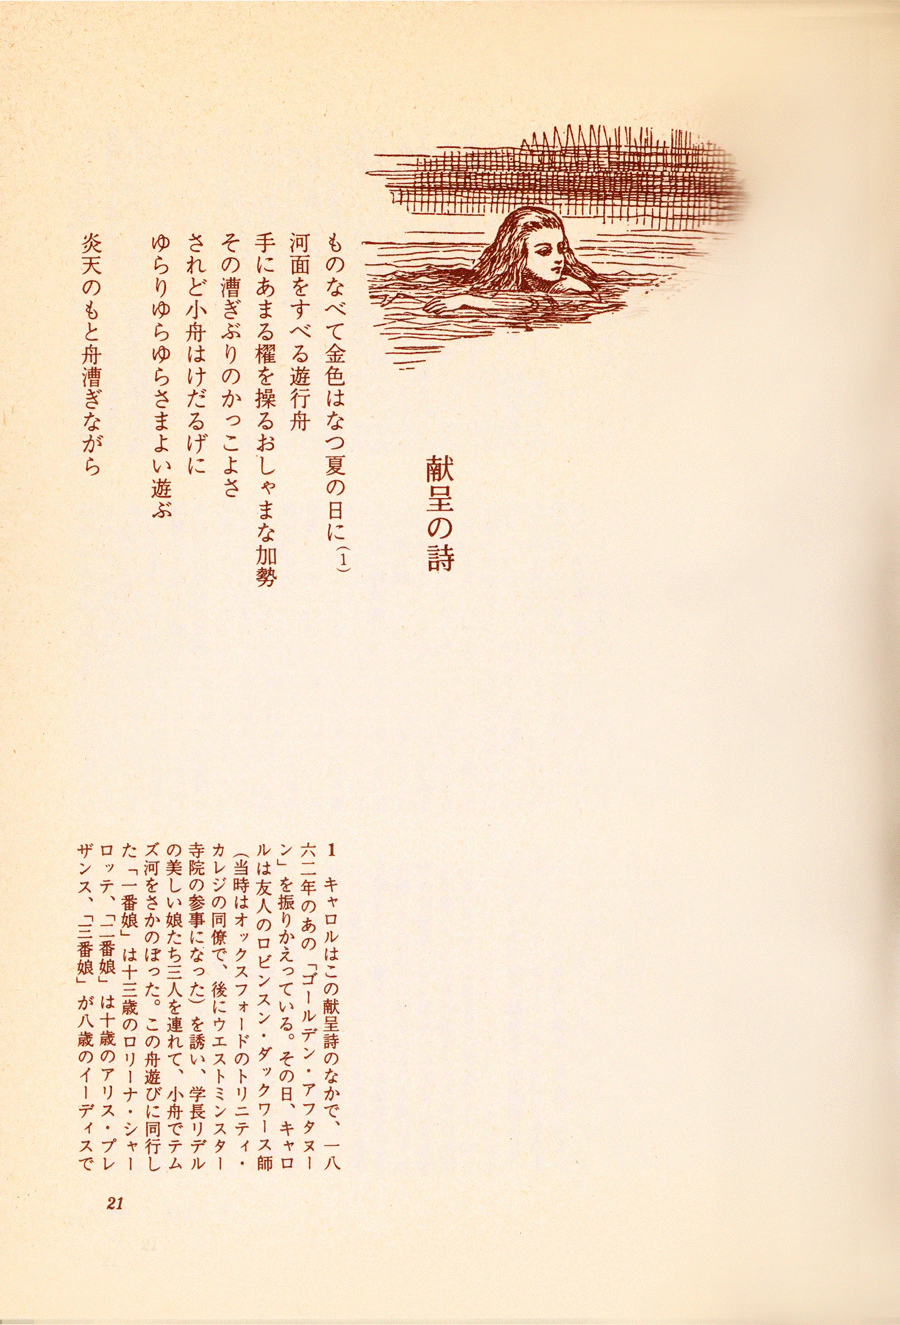 献呈の詩
ものなべて金色はなつ夏の日に(1)
河面をすべる遊行舟
手にあまる櫂を操るおしゃまな加勢
その漕ぎぶりのかっこよさ
されど小舟はけだるげに
ゆらりゆらゆらさまよい遊ぶ
炎天のもと舟漕ぎながら
1 キャロルはこの献呈詩のなかで、一八
六二年のあの「ゴールデン・アフタヌー
ン」を振りかえっている。その日、キャロ
ルは友人のロビンスン・ダックワース師
(当時はオックスフォードのトリニティ・
カレジの同僚で、後にウエストミンスター
寺院の参事になった)を誘い、学長リデル
の美しい娘たち三人を連れて、小舟でテム
ズ河をさかのぼった。この舟遊びに同行し
た「一番娘」は十三歳のロリーナ・シャー
ロッテ、「二番娘」は十歳のアリス・プレ
ザンス、「三番娘」が八歳のイーディスで
21